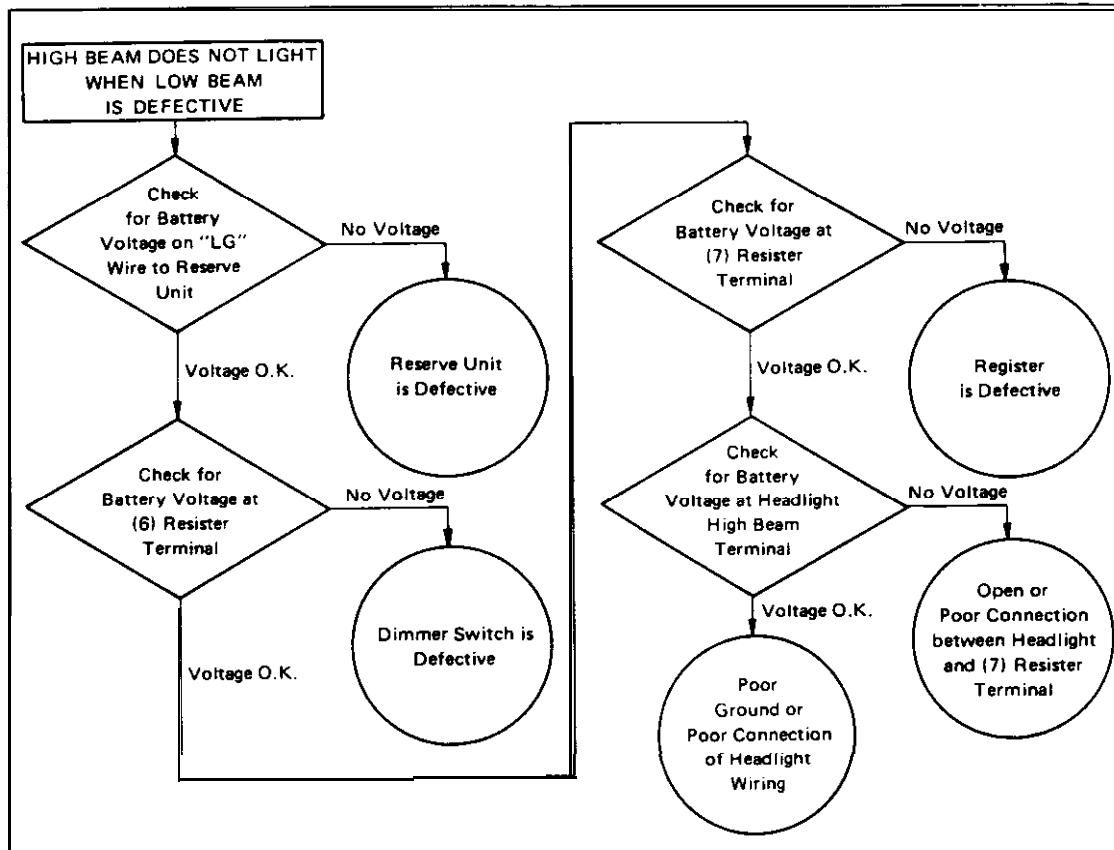 HIGH BEAM DOES NOT LIGHT
WHEN LOW BEAM
IS DEFECTIVE
Check
for Battery
Voltage on "LG"
Wire to Reserve
Unit
No Voltage
Reserve Unit
is Defective
Voltage O.K.
Check for
Battery Voltage at
(6) Resister
Terminal
No Voltage
Dimmer Switch is
Defective
Voltage O.K.
Check for
Battery Voltage at
(7) Resister
Terminal
No Voltage
Register
is Defective
Voltage O.K.
Check
for Battery
Voltage at Headlight
High Beam
Terminal
No Voltage
Open or
Poor Connection
between Headlight
and (7) Resister
Terminal
Voltage O.K.
Poor
Ground or
Poor Connection
of Headlight
Wiring